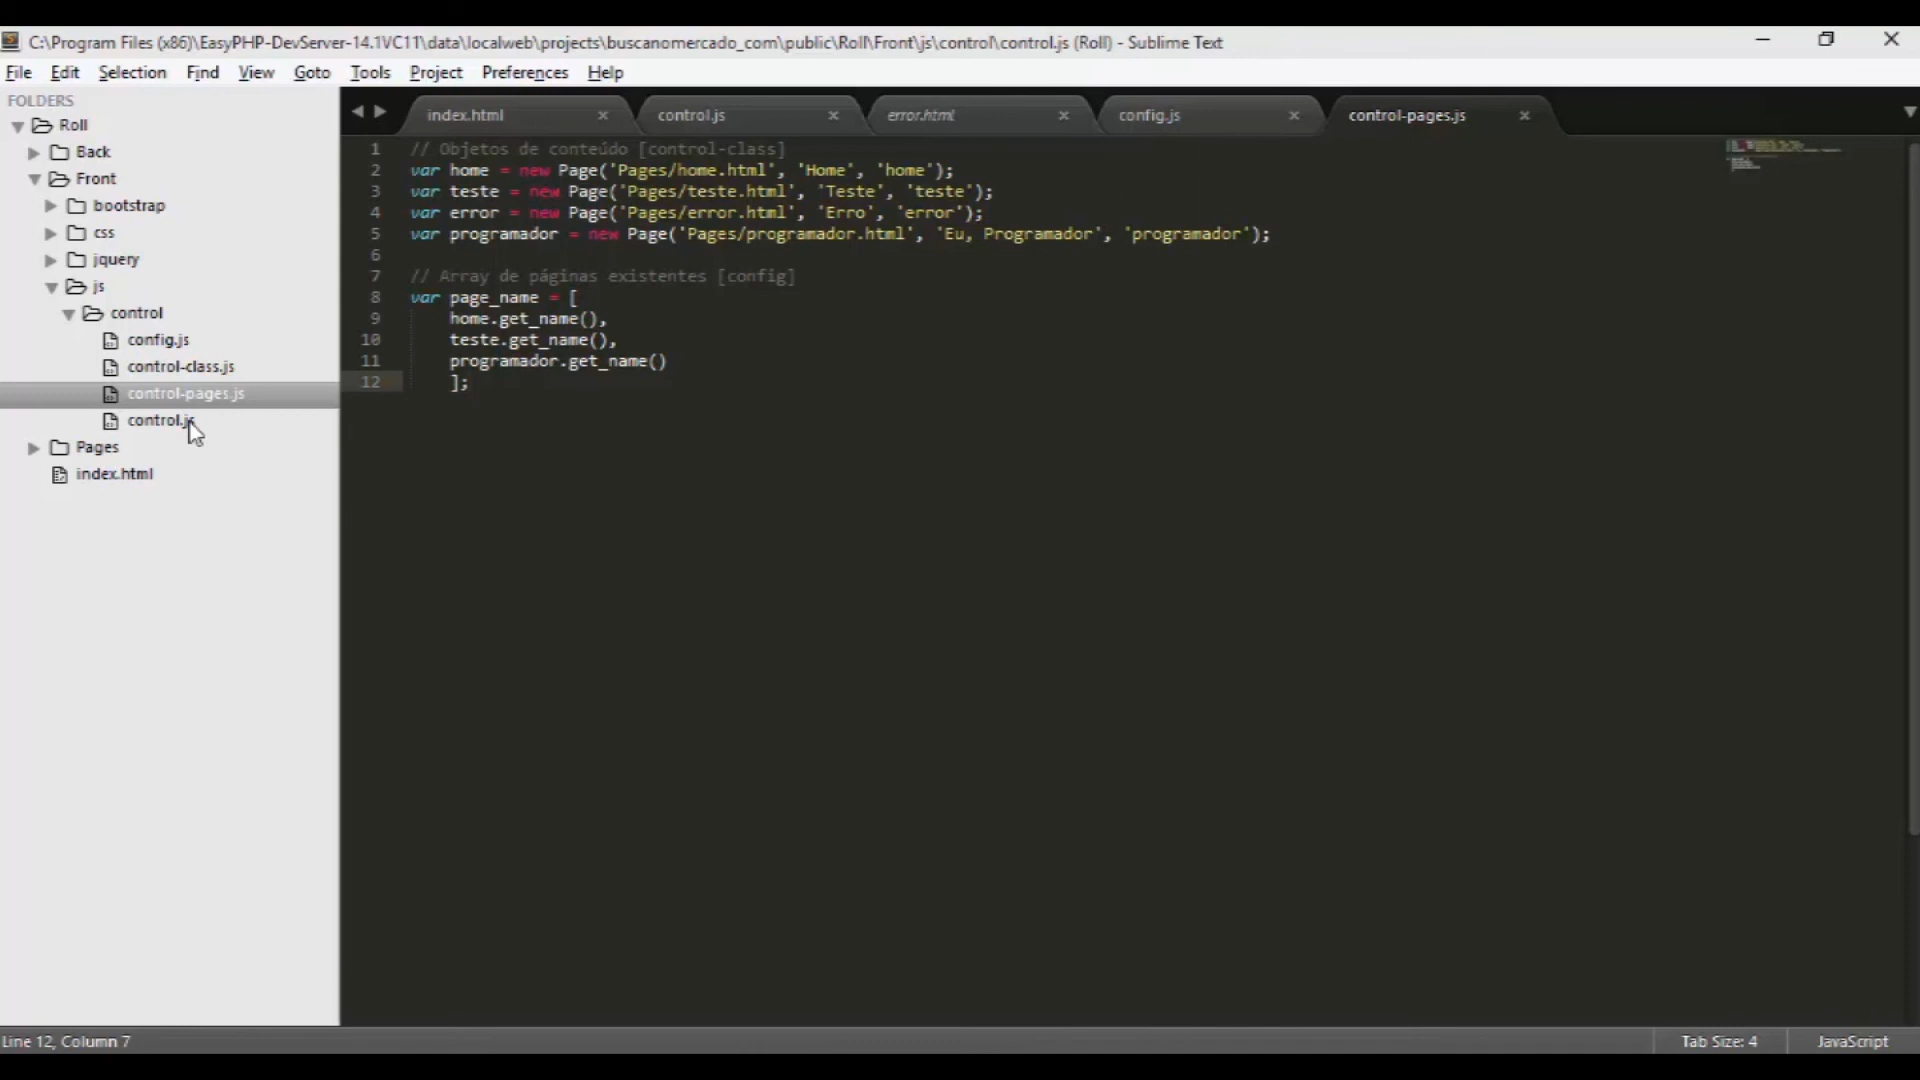 C:\Program Files (x86)\EasyPHP-DevServer-14.1VC11\data\localweb\projects\buscanomercado_com\public\Roll\Front\js\control\control.js (Roll) - Sublime Text
File Edit Selection Find View Goto Tools Project Preferences Help
FOLDERS
Roll
Back
Front
bootstrap
css
jquery
js
control
config.js
control-class.js
control-pages.js
control.js
Pages
index.html
index.html control.js error.html config.js control-pages.js
1 // Objetos de conteúdo [control-class]
2 var home = new Page('Pages/home.html', 'Home', 'home');
3 var teste = new Page('Pages/teste.html', 'Teste', 'teste');
4 var error = new Page('Pages/error.html', 'Erro', 'error');
5 var programador = new Page('Pages/programador.html', 'Eu, Programador', 'programador');
6
7 // Array de páginas existentes [config]
8 var page_name = [
9 home.get_name(),
10 teste.get_name(),
11 programador.get_name()
12 ];
Line 12, Column 7
Tab Size: 4
JavaScript